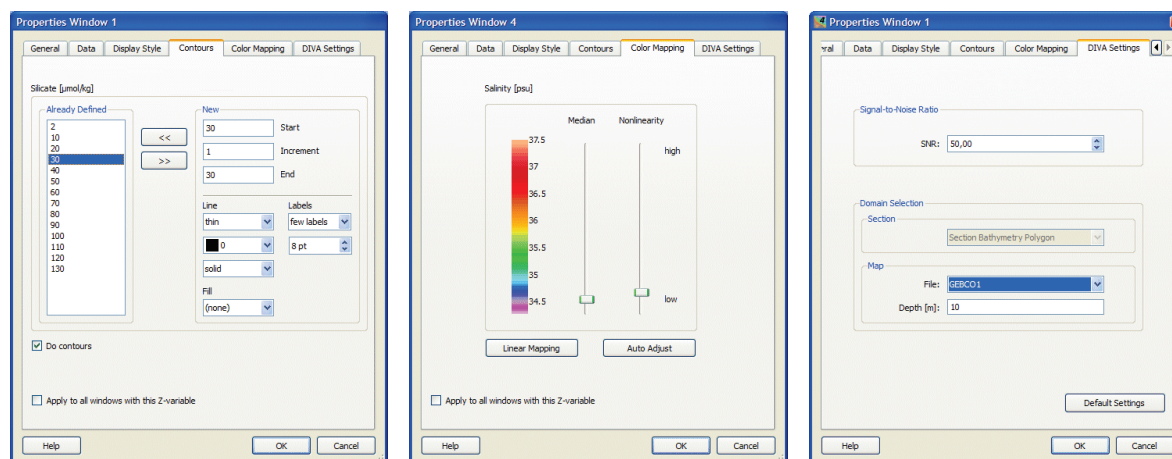 Properties Window 1
General Data Display Style Contours Color Mapping DIVA Settings
Silicate [µmol/kg]
Already Defined
2
10
20
30
40
50
60
70
80
90
100
110
120
130
<<
>>
New
30 Start
1 Increment
30 End
Line Labels
thin few labels
0 8 pt
solid
Fill
(none)
Do contours
Apply to all windows with this Z-variable
Help OK Cancel
Properties Window 4
General Data Display Style Contours Color Mapping DIVA Settings
Salinity [psu]
Median Nonlinearity
37.5
high
37
36.5
36
35.5
35
34.5
low
Linear Mapping Auto Adjust
Apply to all windows with this Z-variable
Help OK Cancel
4 Properties Window 1
ral Data Display Style Contours Color Mapping DIVA Settings
Signal-to-Noise Ratio
SNR: 50,00
Domain Selection
Section
Section Bathymetry Polygon
Map
File: GEBCO1
Depth [m]: 10
Default Settings
Help OK Cancel